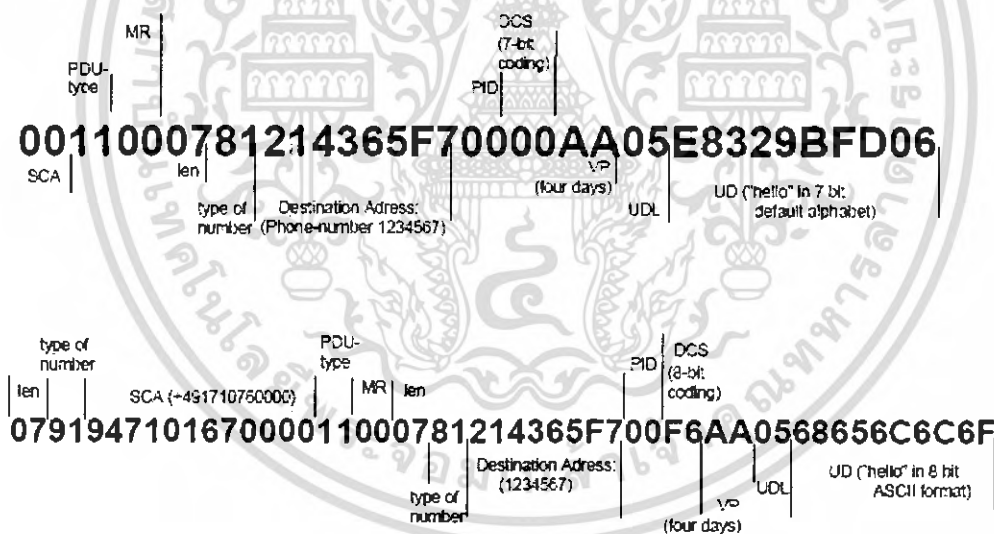 MR
DCS
(7-bit
coding)
PDU-
type
PID
0011000781214365F70000AA05E8329BFD06
SCA
len
VP
(four days)
type of
number
Destination Adress:
(Phone-number 1234567)
UDL
UD ("hello" in 7 bit
default alphabet)
type of
number
PDU-
type
PID
DCS
(8-bit
coding)
len
SCA (+491710760000)
MR
len
079194710167000011000781214365F700F6AA0568656C6C6F
type of
number
Destination Adress:
(1234567)
VP
(four days)
UDL
UD ("hello" in 8 bit
ASCII format)